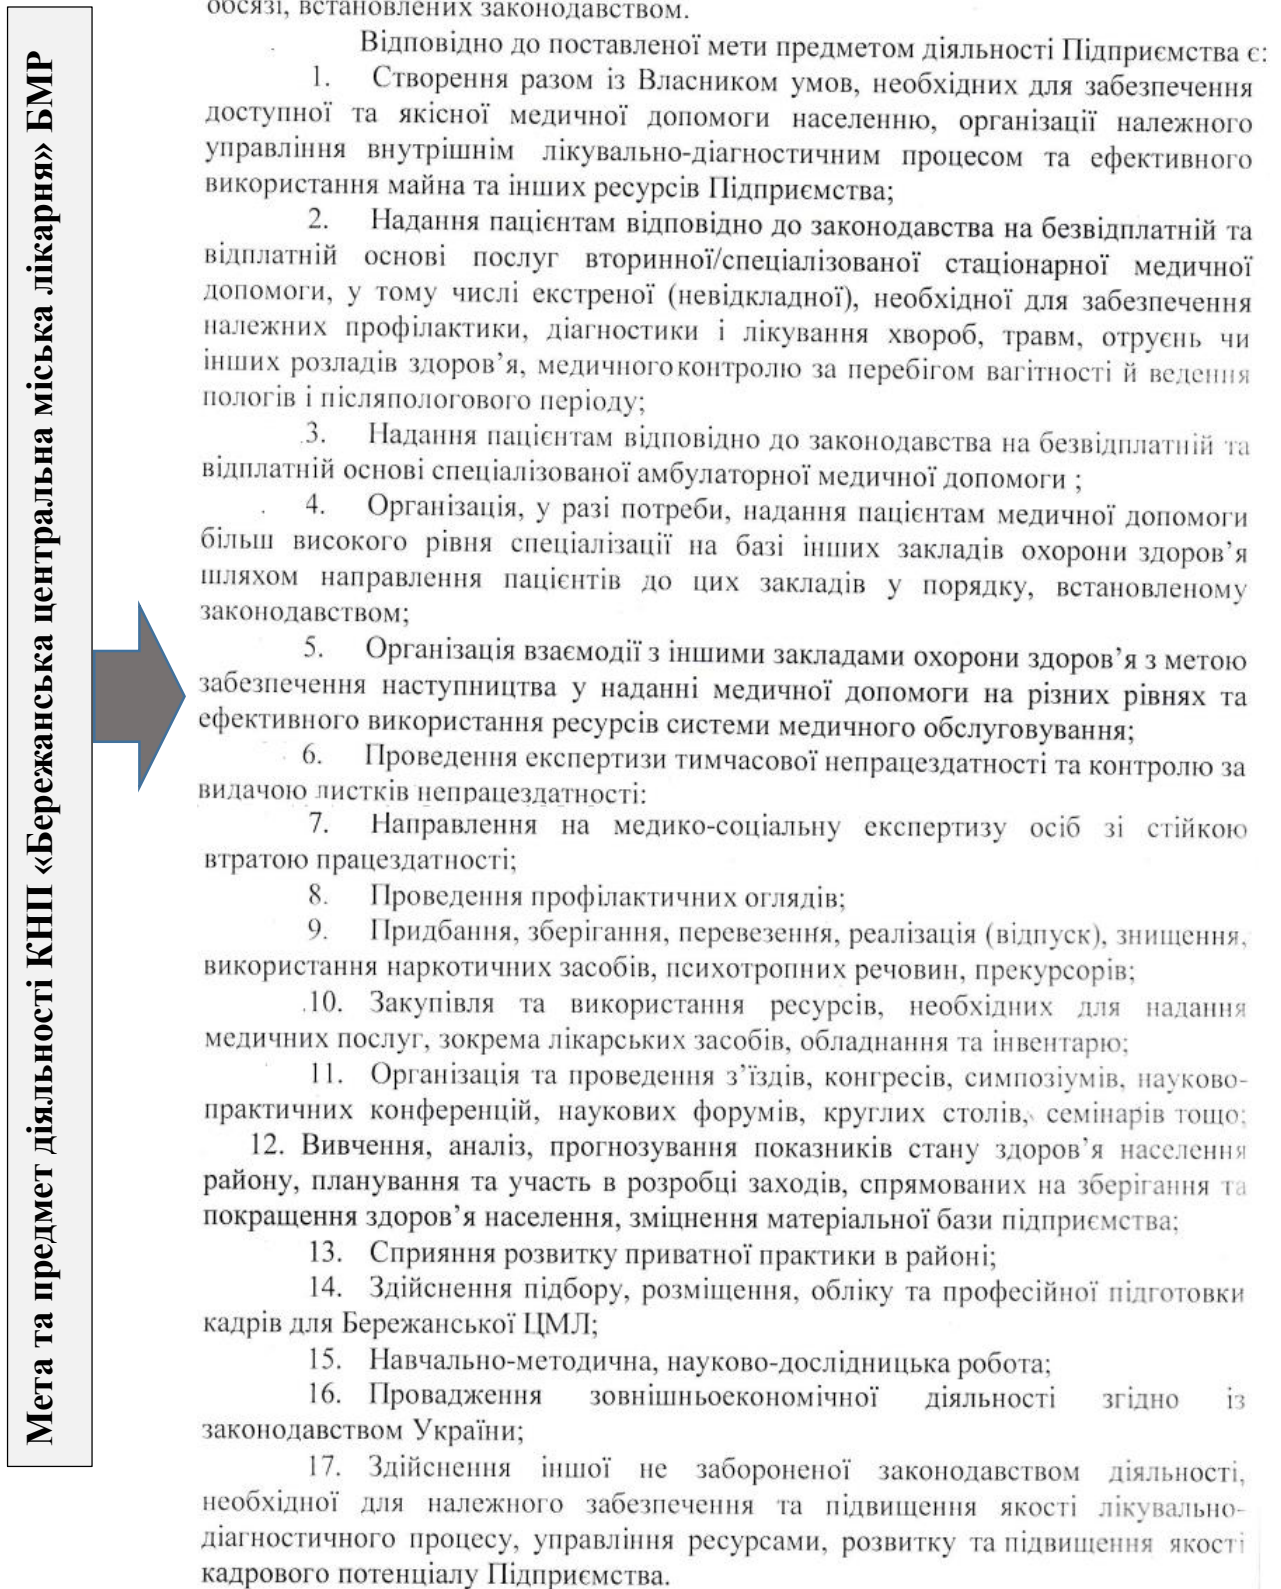 Мета та предмет діяльності КНП «Бережанська центральна міська лікарня» БМР
обсязі, встановлених законодавством.
Відповідно до поставленої мети предметом діяльності Підприємства є:
1. Створення разом із Власником умов, необхідних для забезпечення
доступної та якісної медичної допомоги населенню, організації належного
управління внутрішнім лікувально-діагностичним процесом та ефективного
використання майна та інших ресурсів Підприємства;
2. Надання пацієнтам відповідно до законодавства на безвідплатній та
відплатній основі послуг вторинної/спеціалізованої стаціонарної медичної
допомоги, у тому числі екстреної (невідкладної), необхідної для забезпечення
належних профілактики, діагностики і лікування хвороб, травм, отруєнь чи
інших розладів здоров’я, медичного контролю за перебігом вагітності й ведення
пологів і післяпологового періоду;
.3. Надання пацієнтам відповідно до законодавства на безвідплатній та
відплатній основі спеціалізованої амбулаторної медичної допомоги ;
4. Організація, у разі потреби, надання пацієнтам медичної допомоги
більш високого рівня спеціалізації на базі інших закладів охорони здоров’я
шляхом направлення пацієнтів до цих закладів у порядку, встановленому
законодавством;
5. Організація взаємодії з іншими закладами охорони здоров’я з метою
забезпечення наступництва у наданні медичної допомоги на різних рівнях та
ефективного використання ресурсів системи медичного обслуговування;
6. Проведення експертизи тимчасової непрацездатності та контролю за
видачою листків непрацездатності:
7. Направлення на медико-соціальну експертизу осіб зі стійкою
втратою працездатності;
8. Проведення профілактичних оглядів;
9. Придбання, зберігання, перевезення, реалізація (відпуск), знищення,
використання наркотичних засобів, психотропних речовин, прекурсорів;
.10. Закупівля та використання ресурсів, необхідних для надання
медичних послуг, зокрема лікарських засобів, обладнання та інвентарю;
11. Організація та проведення з’їздів, конгресів, симпозіумів, науково-
практичних конференцій, наукових форумів, круглих столів, семінарів тощо;
12. Вивчення, аналіз, прогнозування показників стану здоров’я населення
району, планування та участь в розробці заходів, спрямованих на зберігання та
покращення здоров’я населення, зміцнення матеріальної бази підприємства;
13. Сприяння розвитку приватної практики в районі;
14. Здійснення підбору, розміщення, обліку та професійної підготовки
кадрів для Бережанської ЦМЛ;
15. Навчально-методична, науково-дослідницька робота;
16. Провадження зовнішньоекономічної діяльності згідно із
законодавством України;
17. Здійснення іншої не забороненої законодавством діяльності,
необхідної для належного забезпечення та підвищення якості лікувально-
діагностичного процесу, управління ресурсами, розвитку та підвищення якості
кадрового потенціалу Підприємства.